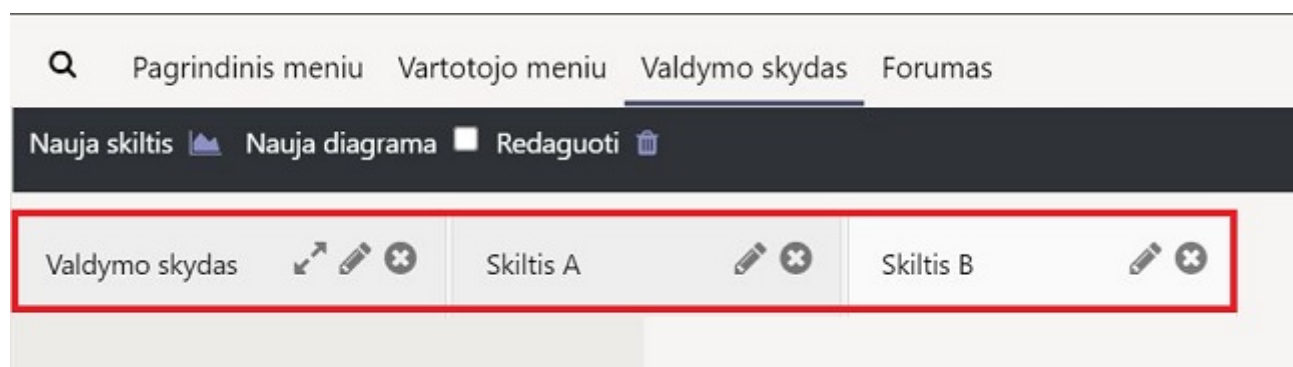 Pagrindinis meniu Vartotojo meniu Valdymo skydas Forumas
Nauja skiltis Nauja diagrama Redaguoti
Valdymo skydas Skiltis A Skiltis B